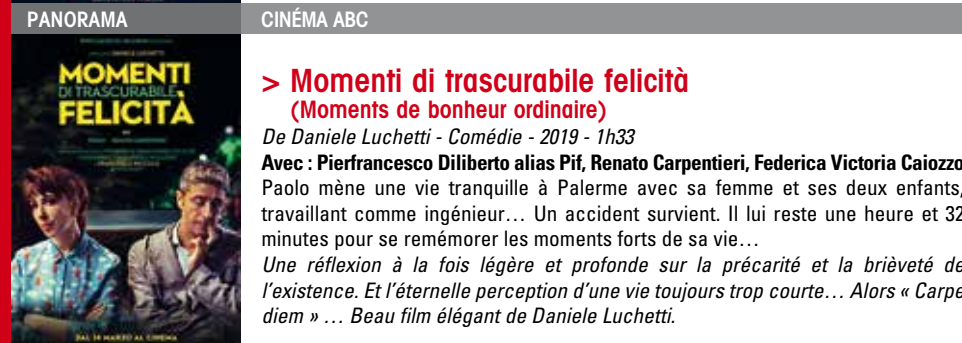 PANORAMA
CINÉMA ABC
MOMENTI
DI TRASCURABILE
FELICITÀ
DAL 14 MARZO AL CINEMA
> Momenti di trascurabile felicità
(Moments de bonheur ordinaire)
De Daniele Luchetti - Comédie - 2019 - 1h33
Avec : Pierfrancesco Diliberto alias Pif, Renato Carpentieri, Federica Victoria Caiozzo
Paolo mène une vie tranquille à Palerme avec sa femme et ses deux enfants,
travaillant comme ingénieur… Un accident survient. Il lui reste une heure et 32
minutes pour se remémorer les moments forts de sa vie…
Une réflexion à la fois légère et profonde sur la précarité et la brièveté de
l'existence. Et l'éternelle perception d'une vie toujours trop courte… Alors « Carpe
diem » … Beau film élégant de Daniele Luchetti.